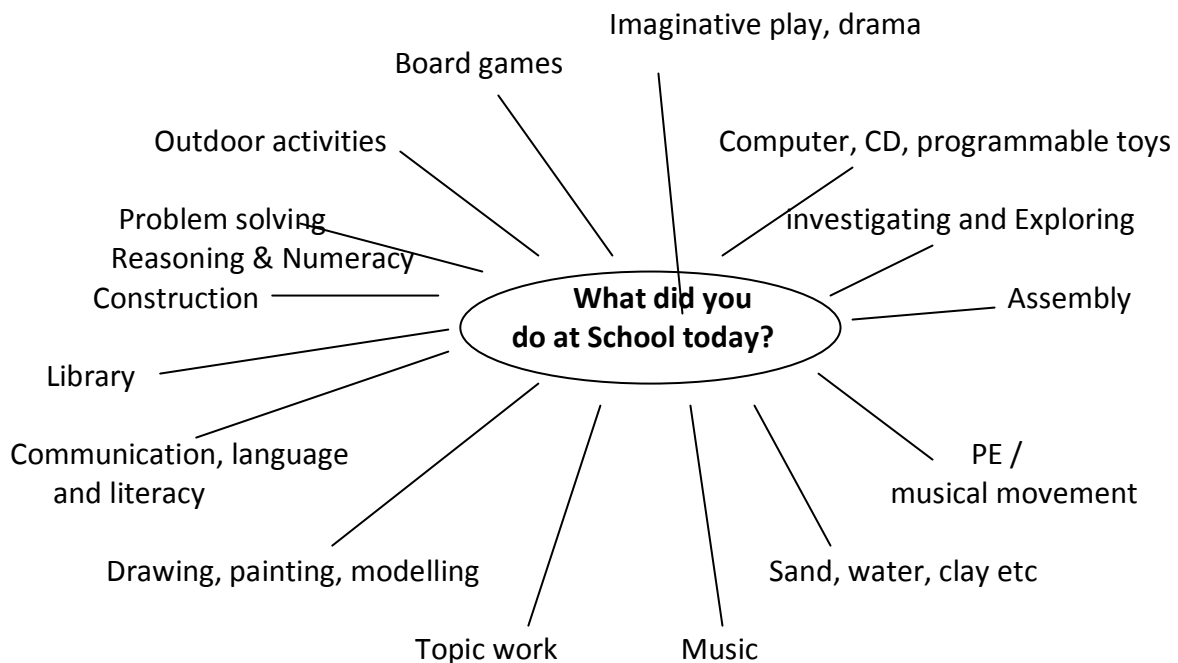 Imaginative play, drama
Board games
Outdoor activities
Computer, CD, programmable toys
Problem solving
Reasoning & Numeracy
investigating and Exploring
Construction
What did you
do at School today?
Assembly
Library
Communication, language
and literacy
PE /
musical movement
Drawing, painting, modelling
Sand, water, clay etc
Topic work
Music